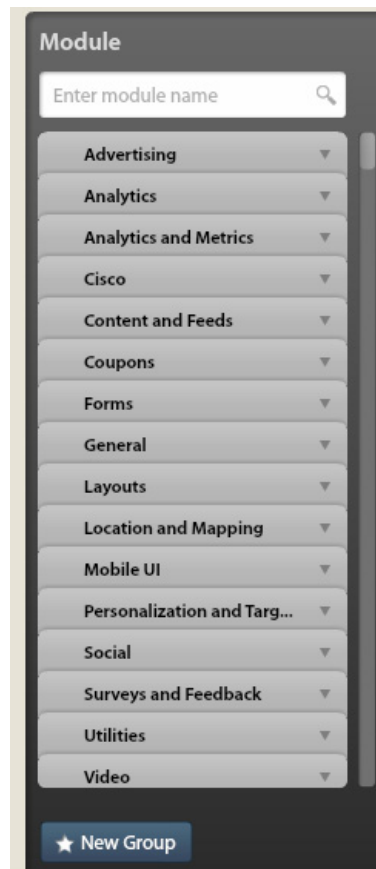 Module
Enter module name
Advertising
Analytics
Analytics and Metrics
Cisco
Content and Feeds
Coupons
Forms
General
Layouts
Location and Mapping
Mobile UI
Personalization and Targ...
Social
Surveys and Feedback
Utilities
Video
New Group